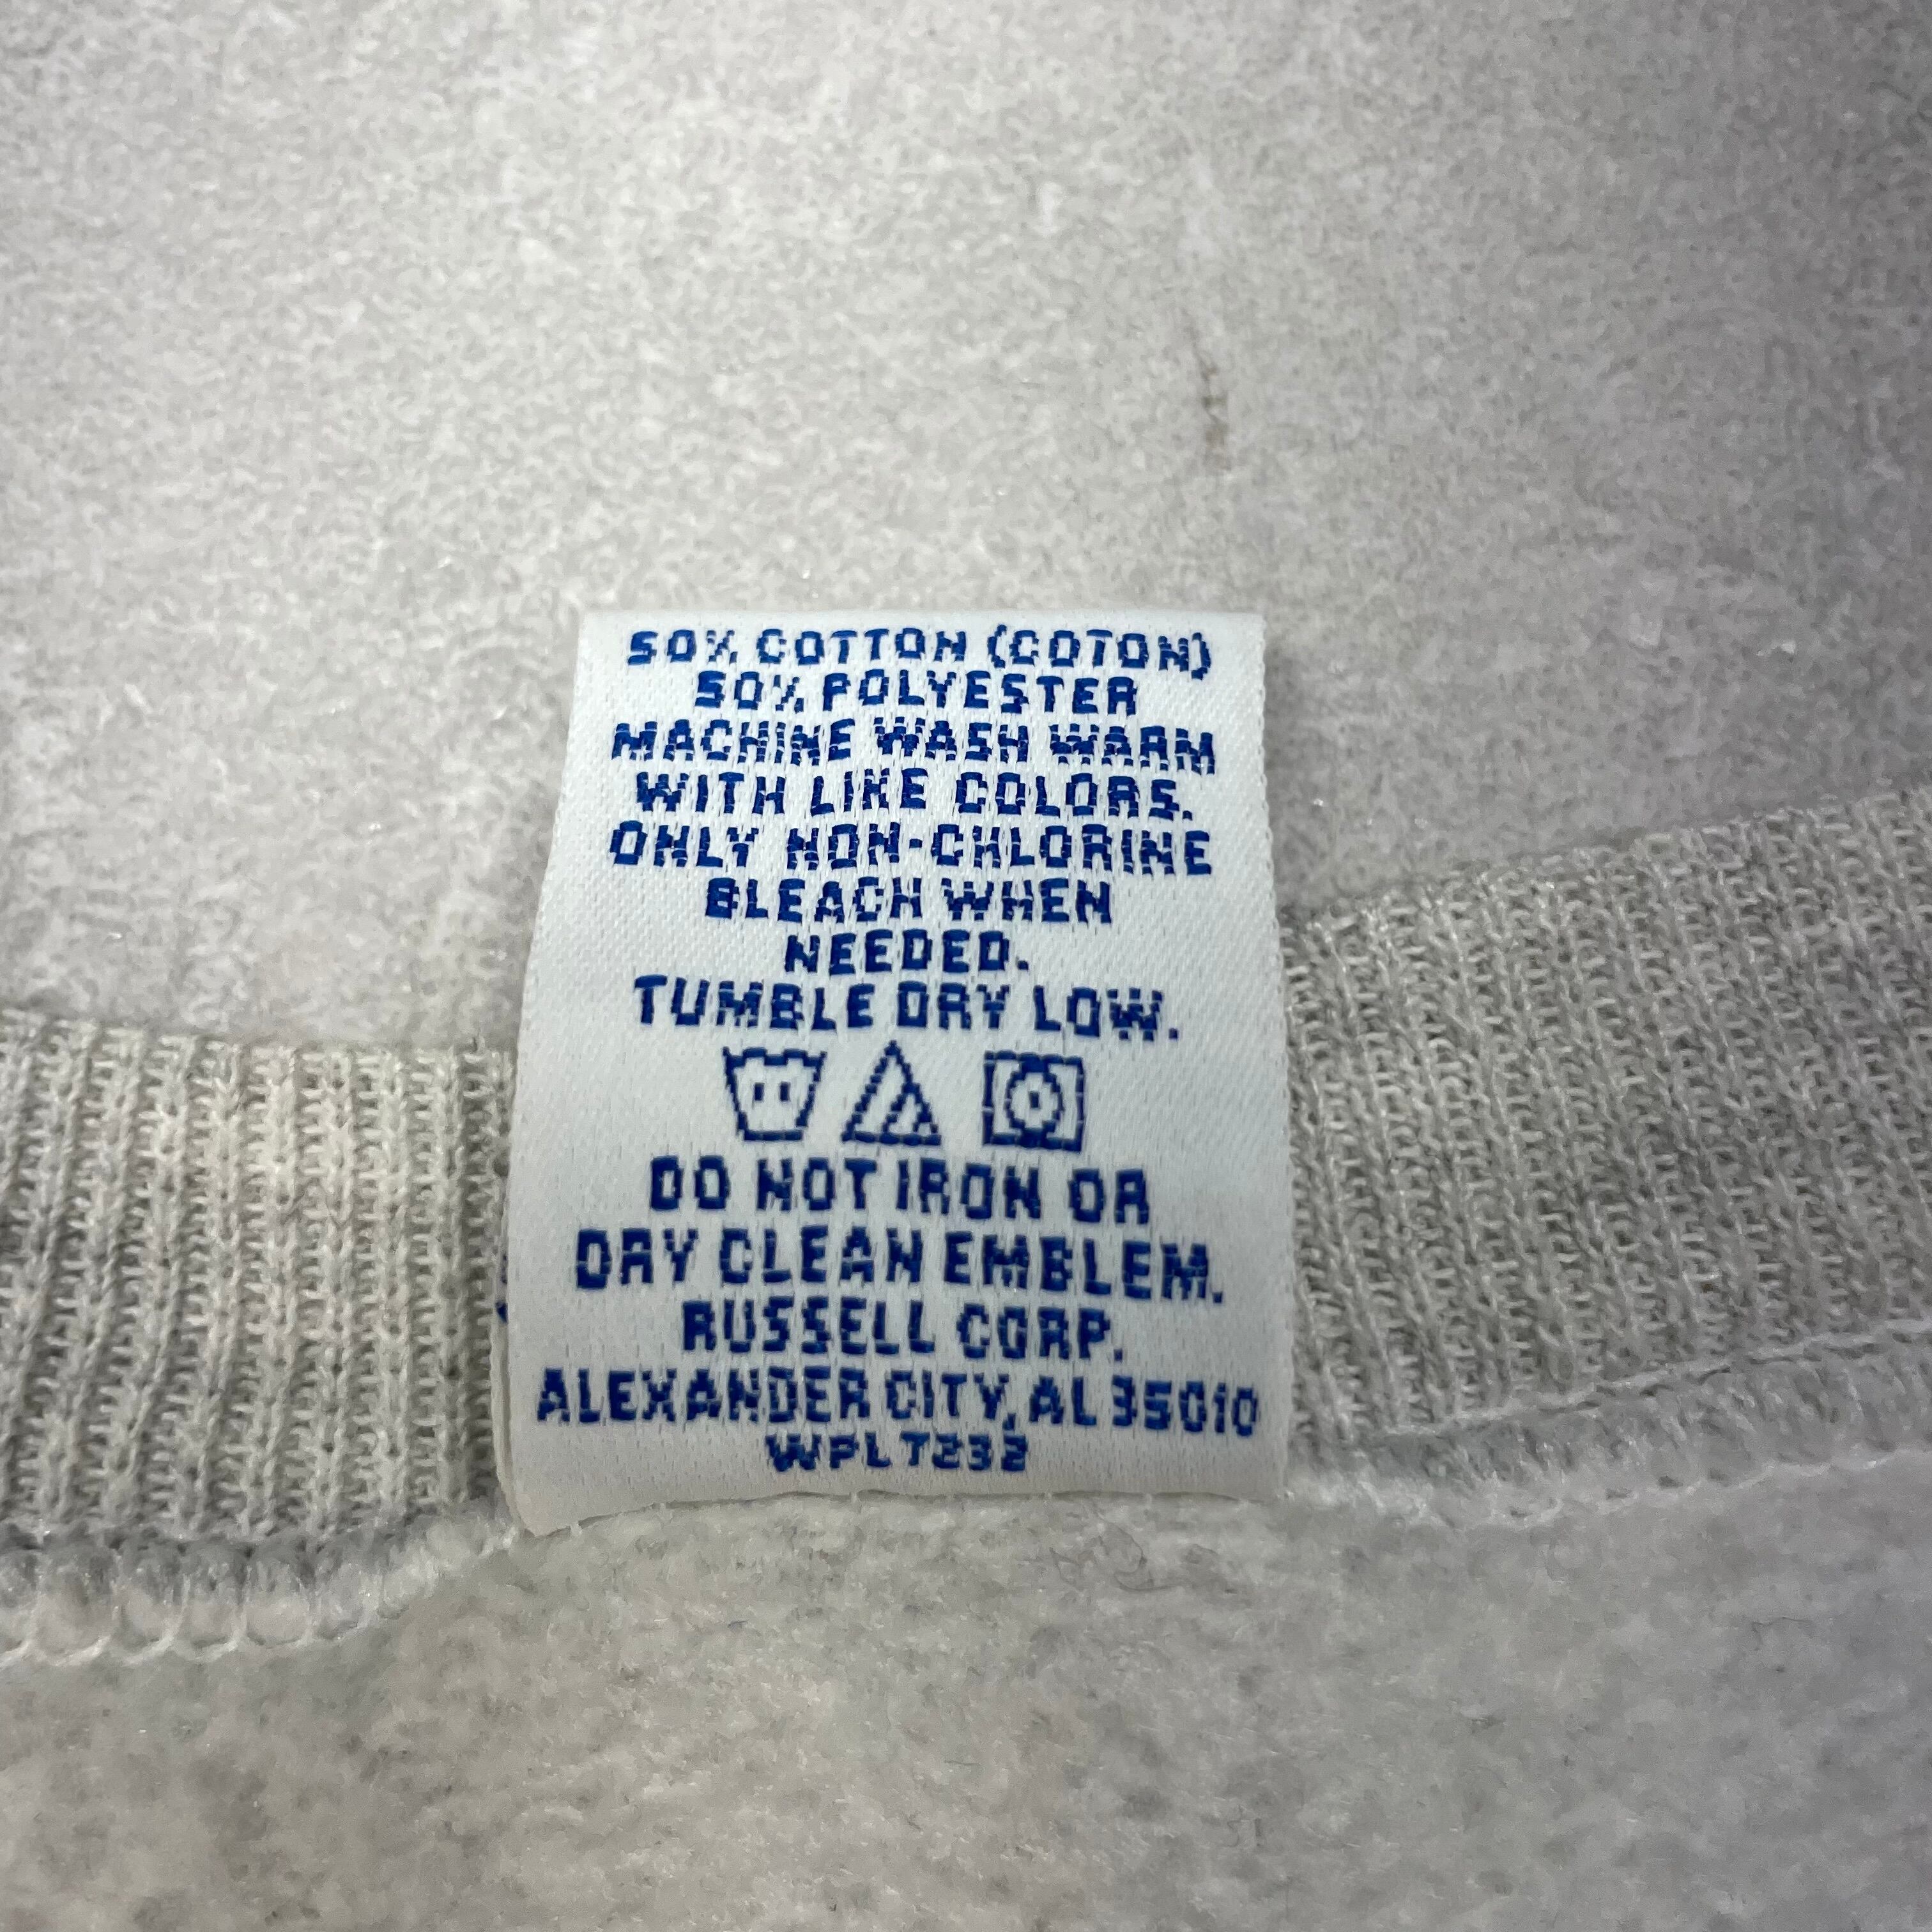 50% COTTON (COTON)
50% POLYESTER
MACHINE WASH WARM
WITH LIKE COLORS.
ONLY NON-CHLORINE
BLEACH WHEN
NEEDED.
TUMBLE DRY LOW.
DO NOT IRON OR
DRY CLEAN EMBLEM.
RUSSELL CORP.
ALEXANDER CITY, AL 35010
WPL 7232